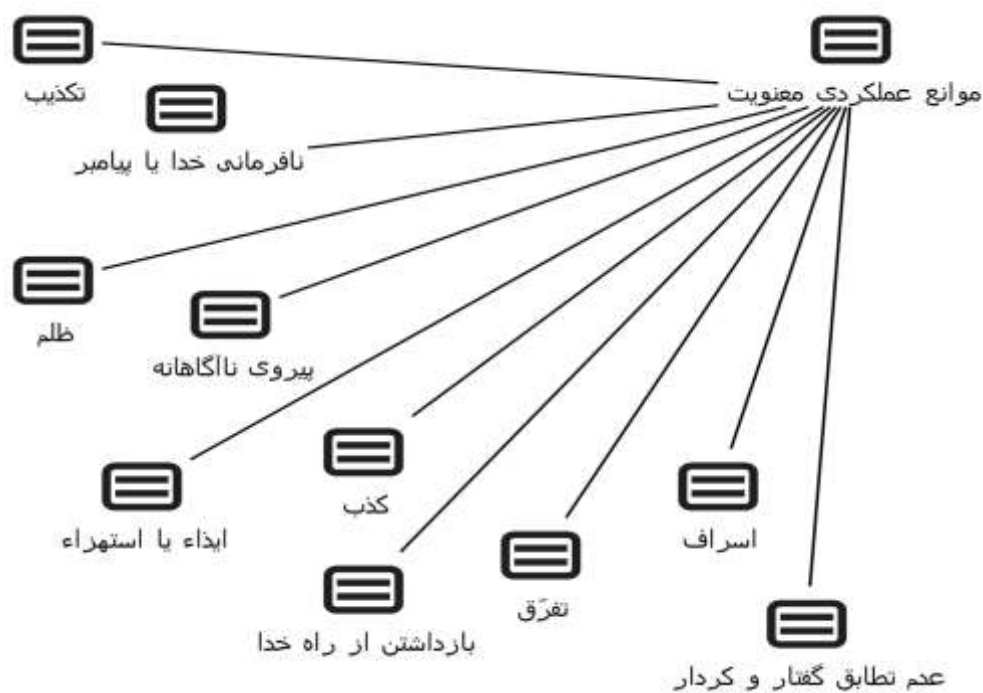 موانع عملکردی معنویت
تکذیب
نافرمانی خدا یا پیامبر
ظلم
پیروی ناآگاهانه
کذب
ایذاء یا استهراء
اسراف
تفرّق
بازداشتن از راه خدا
عدم تطابق گفتار و کردار